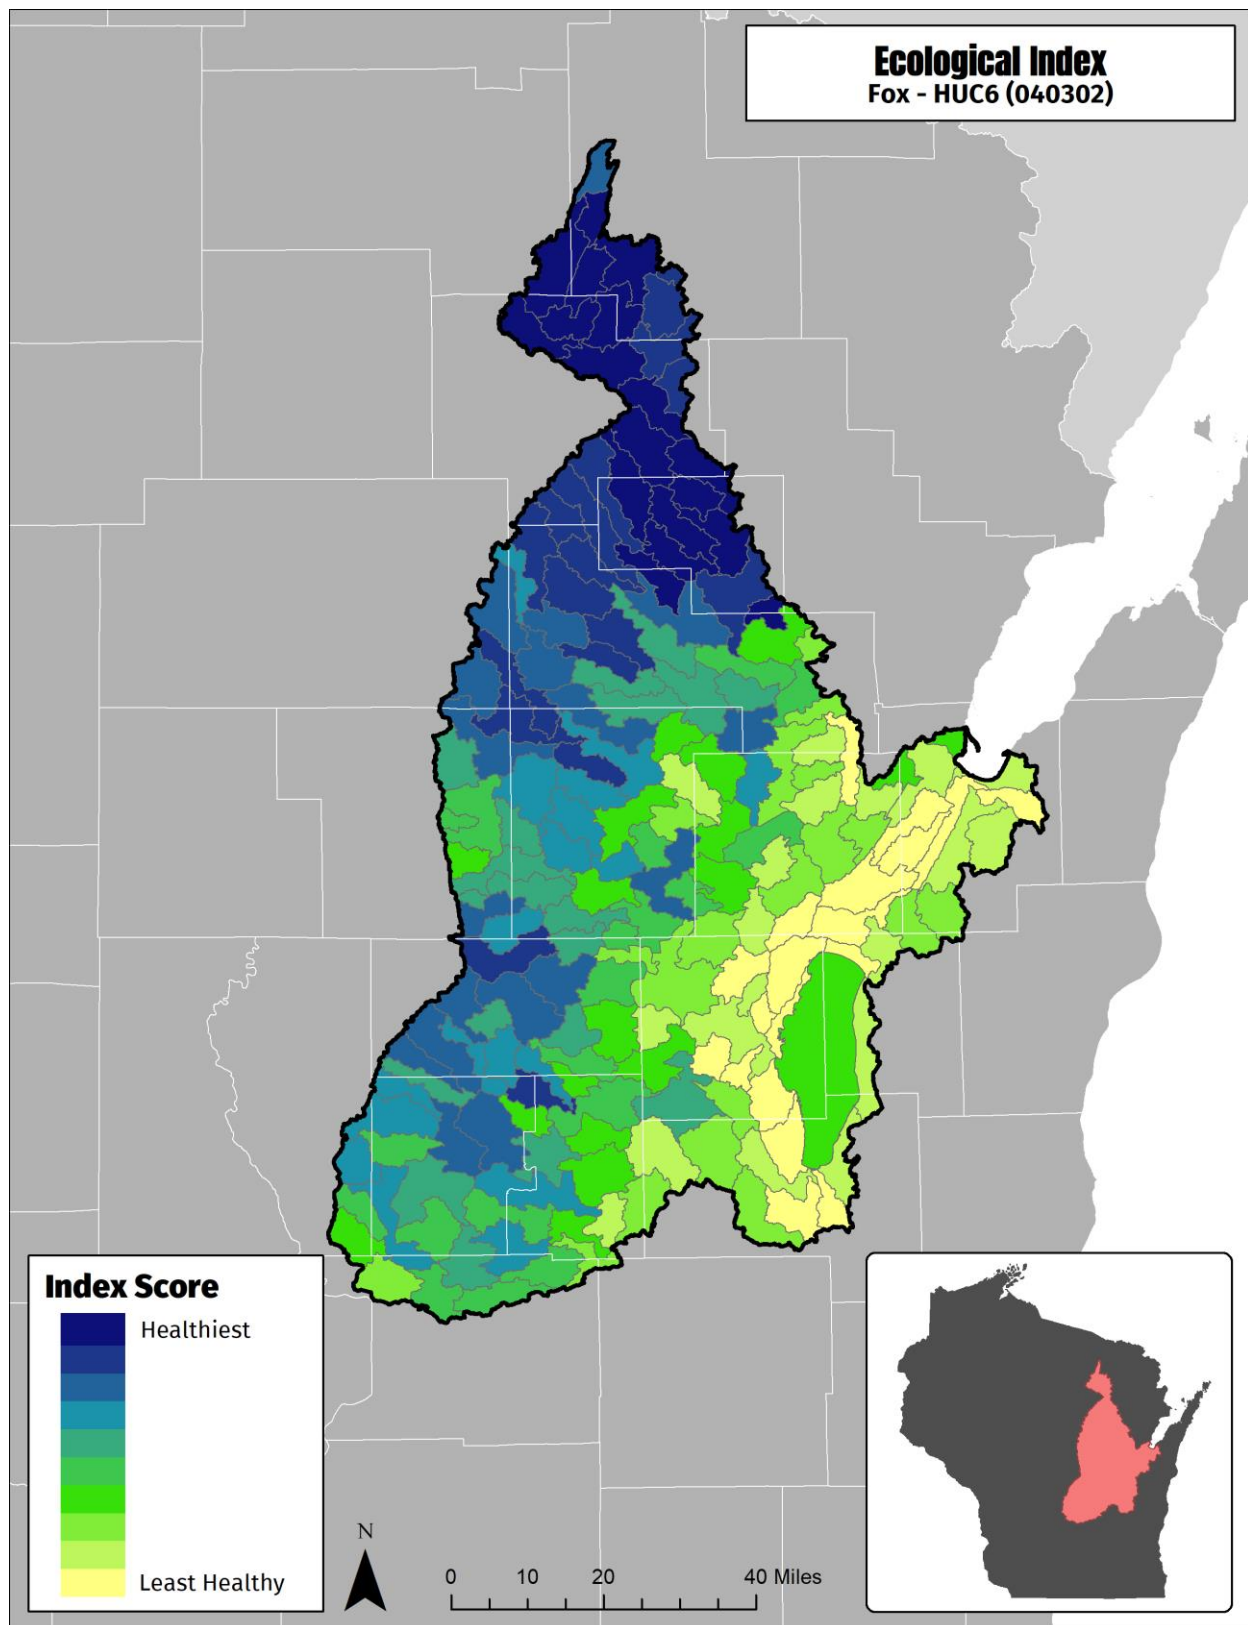 Ecological Index
Fox - HUC6 (040302)
Index Score
Healthiest
Least Healthy
N
0 10 20 40 Miles